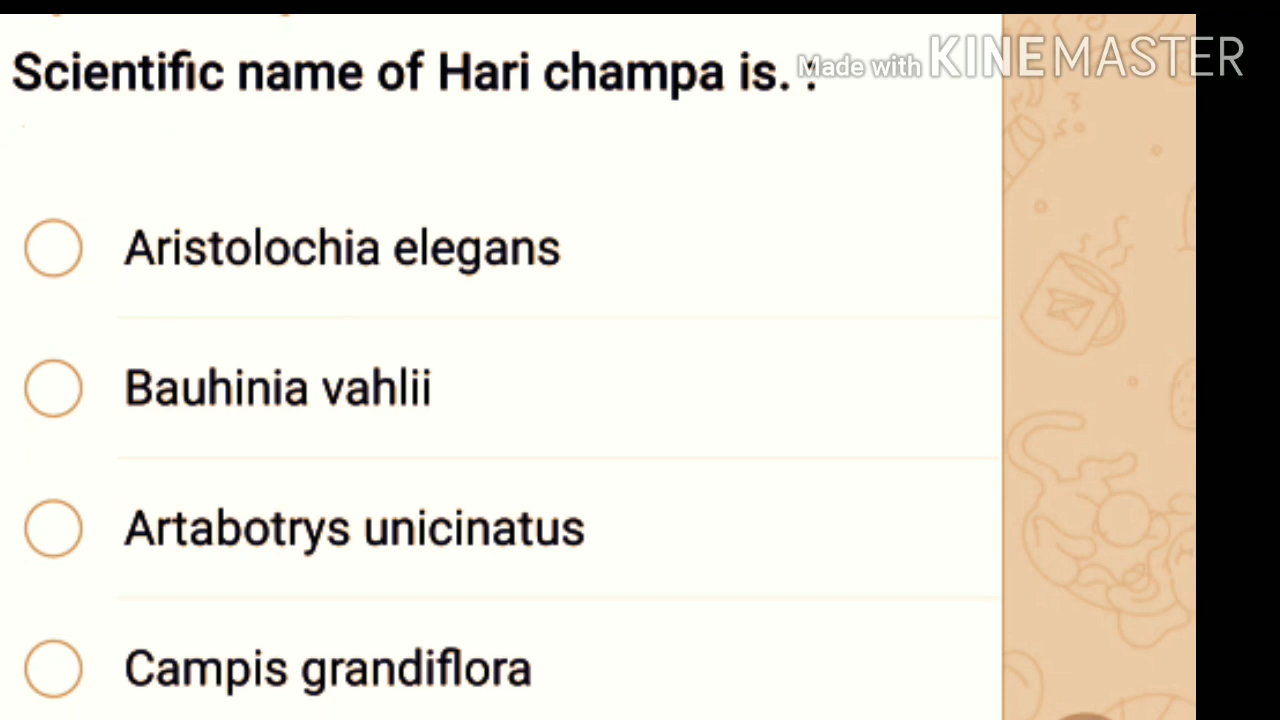 Scientific name of Hari champa is. :
Made with KINEMASTER
Aristolochia elegans
Bauhinia vahlii
Artabotrys unicinatus
Campis grandiflora